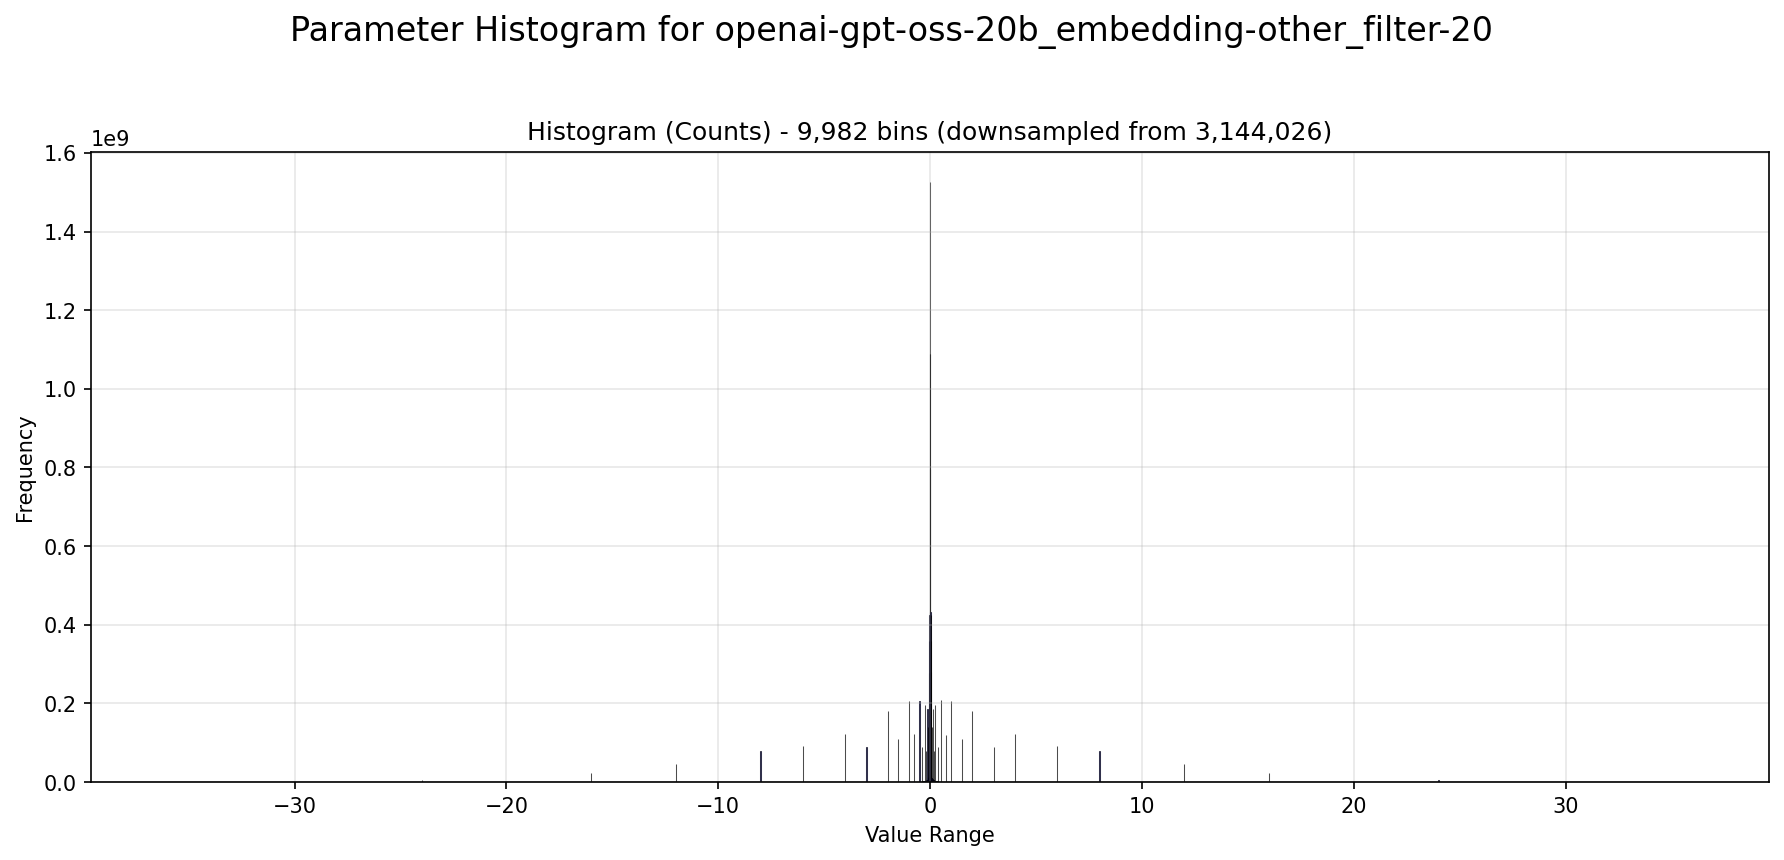 Parameter Histogram for openai-gpt-oss-20b_embedding-other_filter-20
Histogram (Counts) - 9,982 bins (downsampled from 3,144,026)
1e9
1.6
1.4
1.2
1.0
0.8
0.6
0.4
0.2
0.0
Frequency
−30 −20 −10 0 10 20 30
Value Range